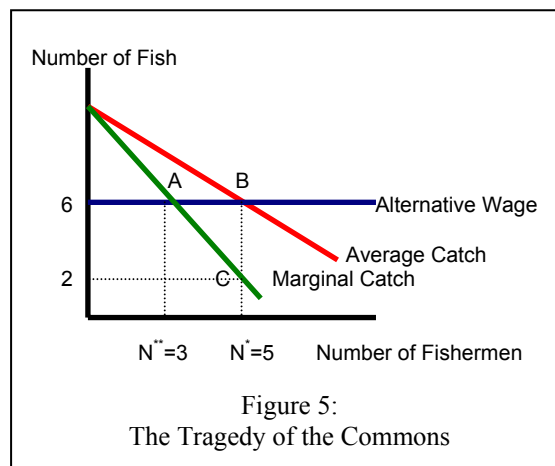 Number of Fish
A B
6 Alternative Wage
Average Catch
2 C Marginal Catch
N**=3 N*=5 Number of Fishermen
Figure 5:
The Tragedy of the Commons